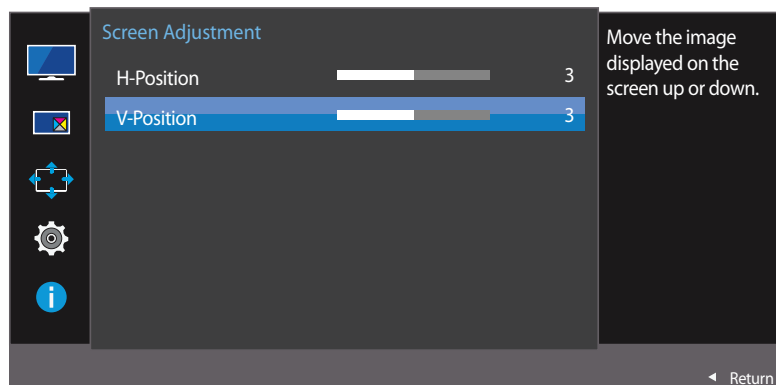 Screen Adjustment
H-Position 3
V-Position 3
Move the image
displayed on the
screen up or down.
i
Return